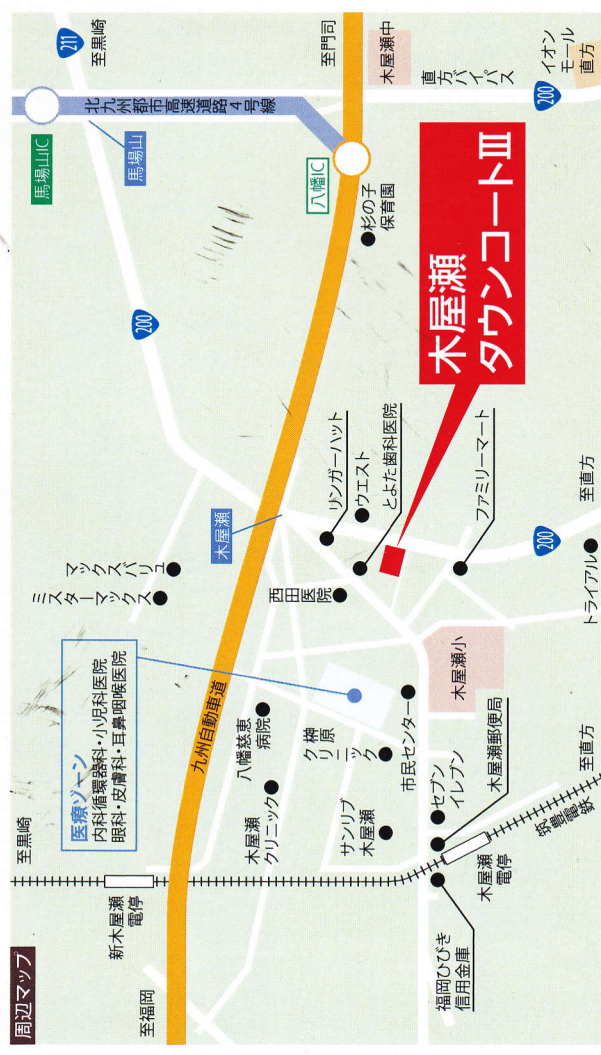 周辺マップ
至黒崎
211
至黒崎
北九州都市高速道路4号線
馬場山IC
馬場山
八幡IC
至門司
木屋瀬中
直方バイパス
200
イオン
モール
直方
杉の子
保育園
200
木屋瀬
タウンコートⅢ
リンガーハット
ウエスト
とよた歯科医院
ファミリーマート
至直方
200
トライアル
木屋瀬
マックスバリュ
ミスターマックス
西田医院
医療ゾーン
内科循環器科・小児科医院
眼科・皮膚科・耳鼻咽喉医院
九州自動車道
八幡慈恵
病院
木屋瀬
クリニック
榊原
クリニック
サンリブ
木屋瀬
市民センター
木屋瀬小
セブン
イレブン
木屋瀬郵便局
至直方
筑豊電鉄
木屋瀬
電停
福岡ひびき
信用金庫
新木屋瀬
電停
至福岡